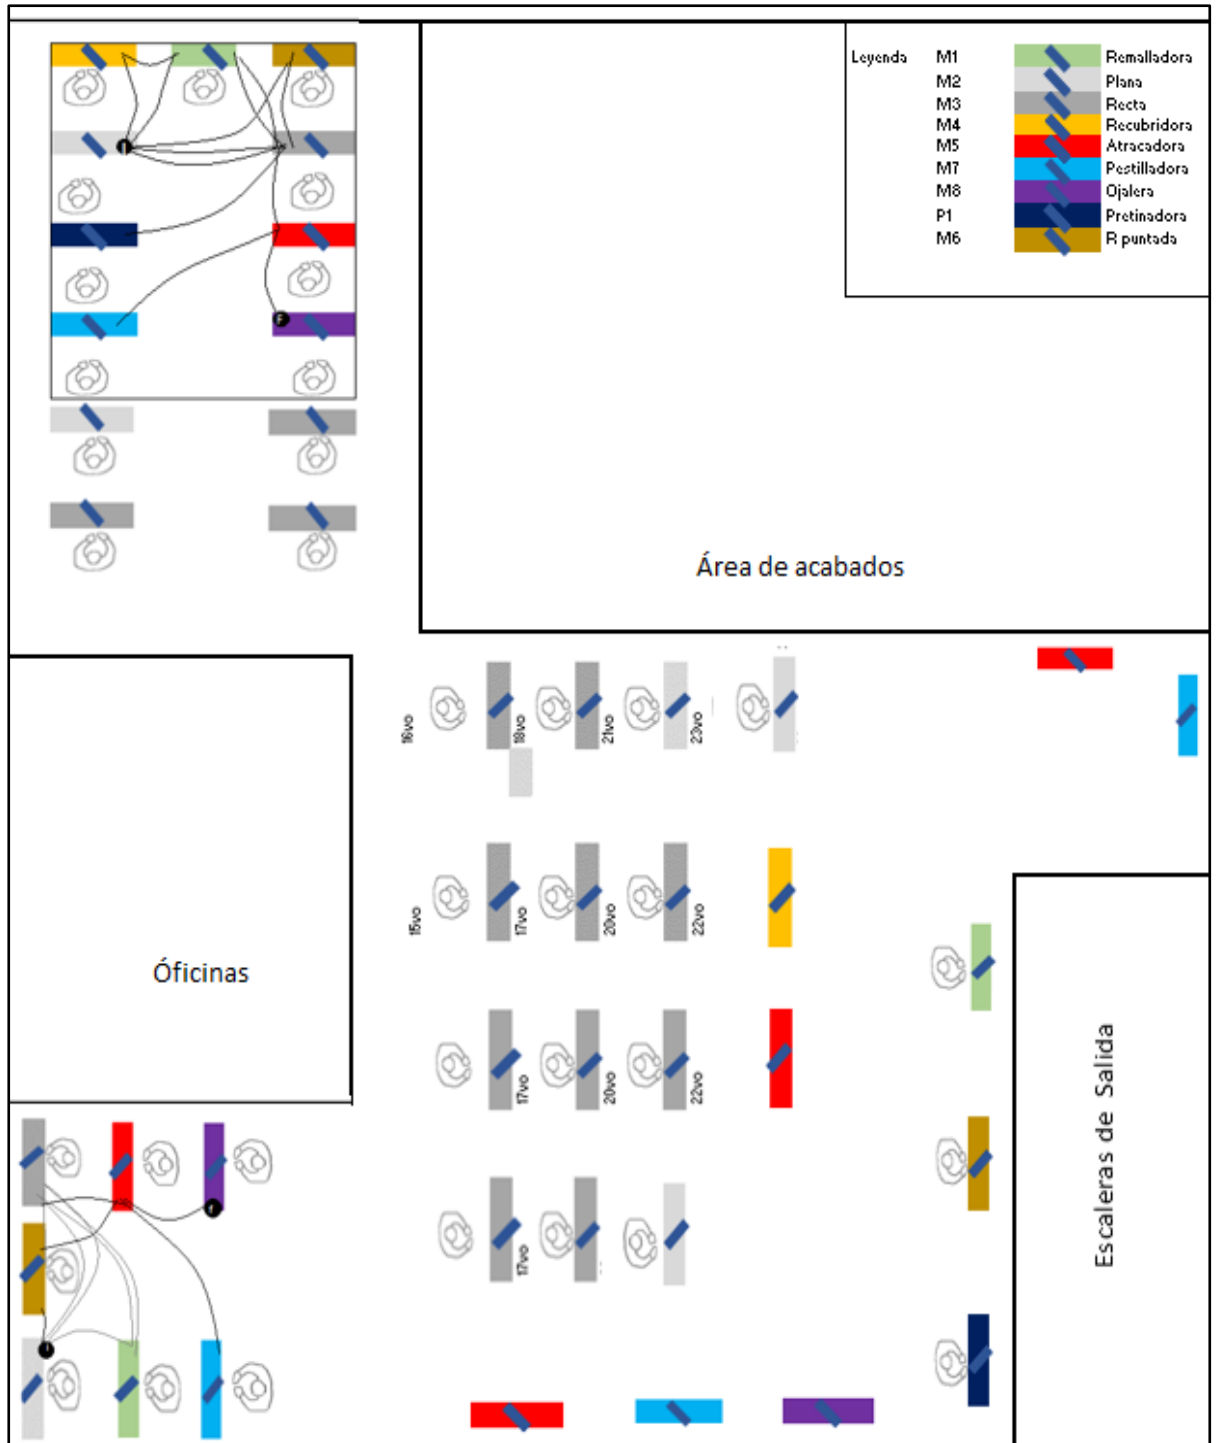 Leyenda M1 Remalladora
M2 Plana
M3 Recta
M4 Recubridora
M5 Atracadora
M7 Pestilladora
M8 Ojalera
P1 Pretinadora
M6 R puntada
F
Área de acabados
16vo 18vo 21vo 23vo
15vo 17vo 20vo 22vo
Óficinas
17vo 20vo 22vo
17vo
Escaleras de Salida